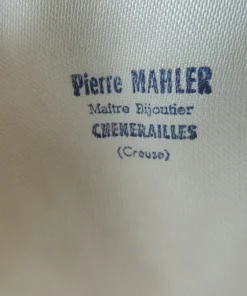 Pierre MAHLER
Maître Bijoutier
CHENERAILLES
(Creuse)